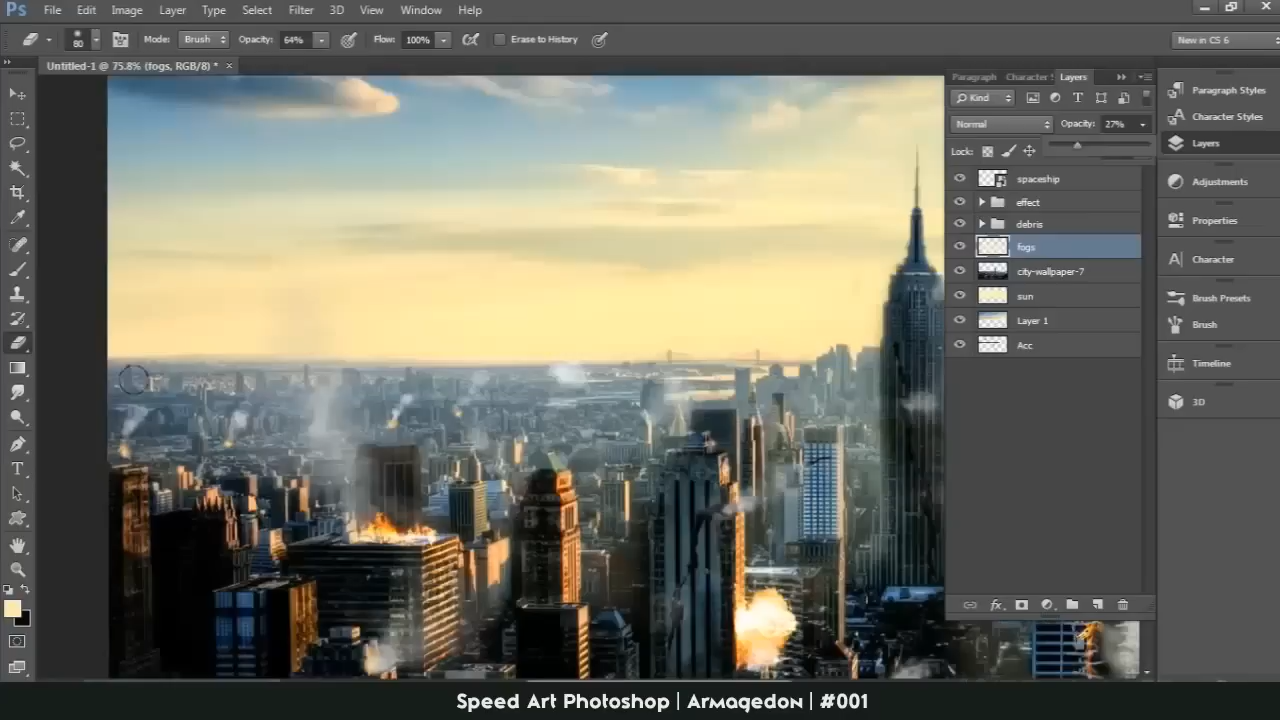 Ps File Edit Image Layer Type Select Filter 3D View Window Help
80 Mode: Brush Opacity: 64% Flow: 100% Erase to History New in CS 6
Untitled-1 @ 75.8% (fogs, RGB/8) * ×
Paragraph Character Layers
Kind T
Normal Opacity: 27%
Lock:
spaceship
effect
debris
fogs
city-wallpaper-7
sun
Layer 1
Acc
fx
Paragraph Styles
Character Styles
Layers
Adjustments
Properties
Character
Brush Presets
Brush
Timeline
3D
Speed Art Photoshop | Armagedon | #001